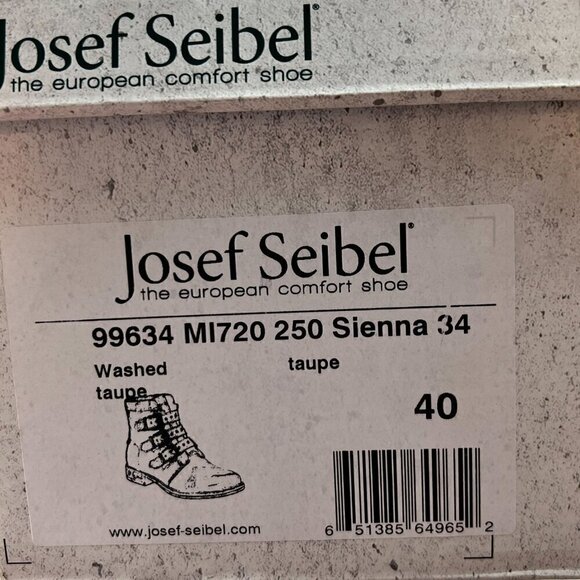 Josef Seibel®
the european comfort shoe
Josef Seibel®
the european comfort shoe
99634 MI720 250 Sienna 34
Washed taupe
taupe
40
www.josef-seibel.com
6 51385 64965 2